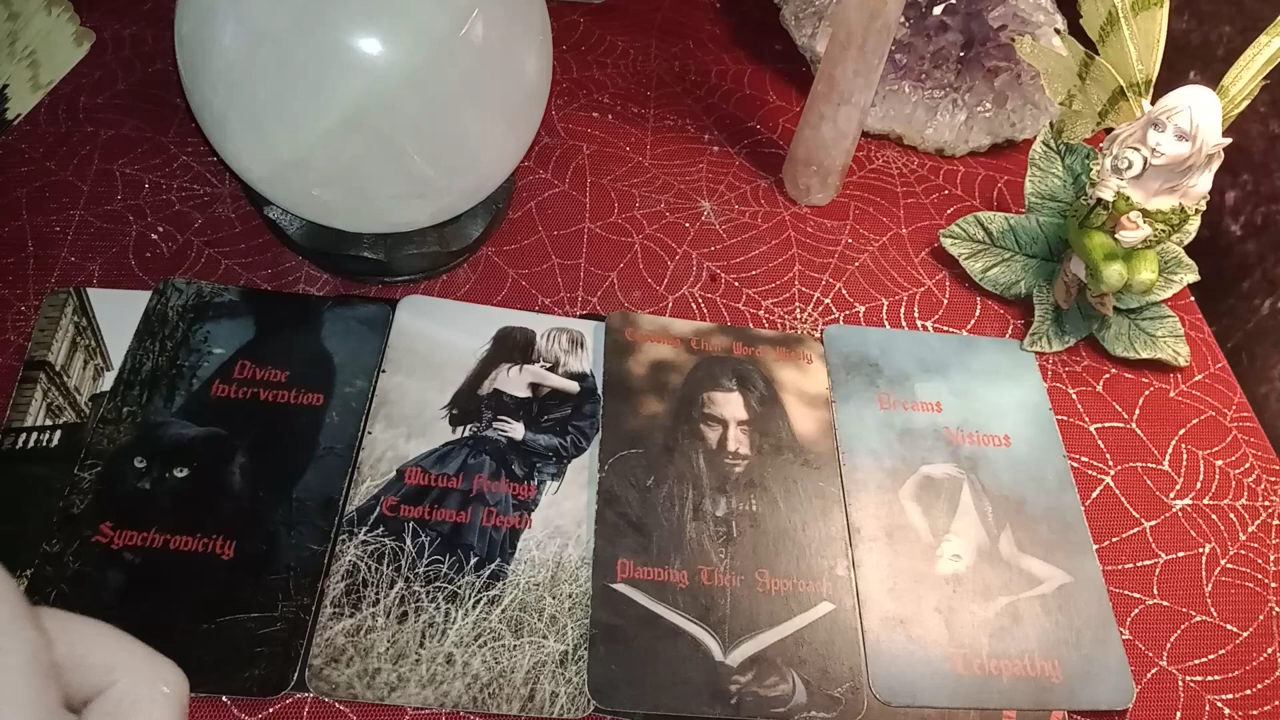 Divine
Intervention
Synchronicity
Mutual Feelings
Emotional Depth
Choosing Their Words Wisely
Planning Their Approach
Dreams
Visions
Telepathy